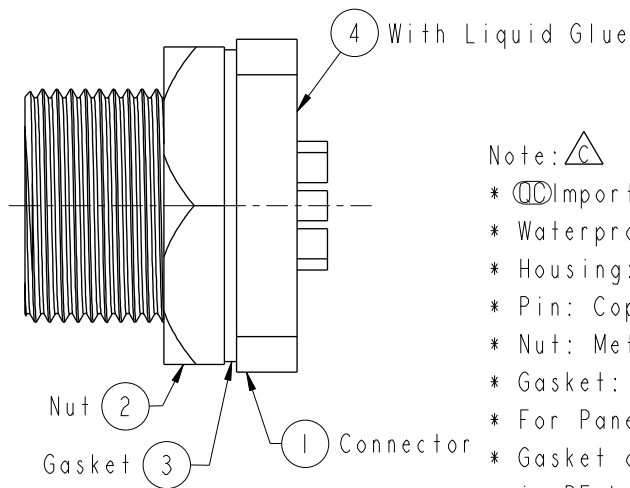 4 With Liquid Glue
Note: C
* QC Impor
* Waterpro
* Housing:
* Pin: Cop
* Nut: Met
* Gasket:
* For Pane
* Gasket
Nut 2
Gasket 3
1 Connector